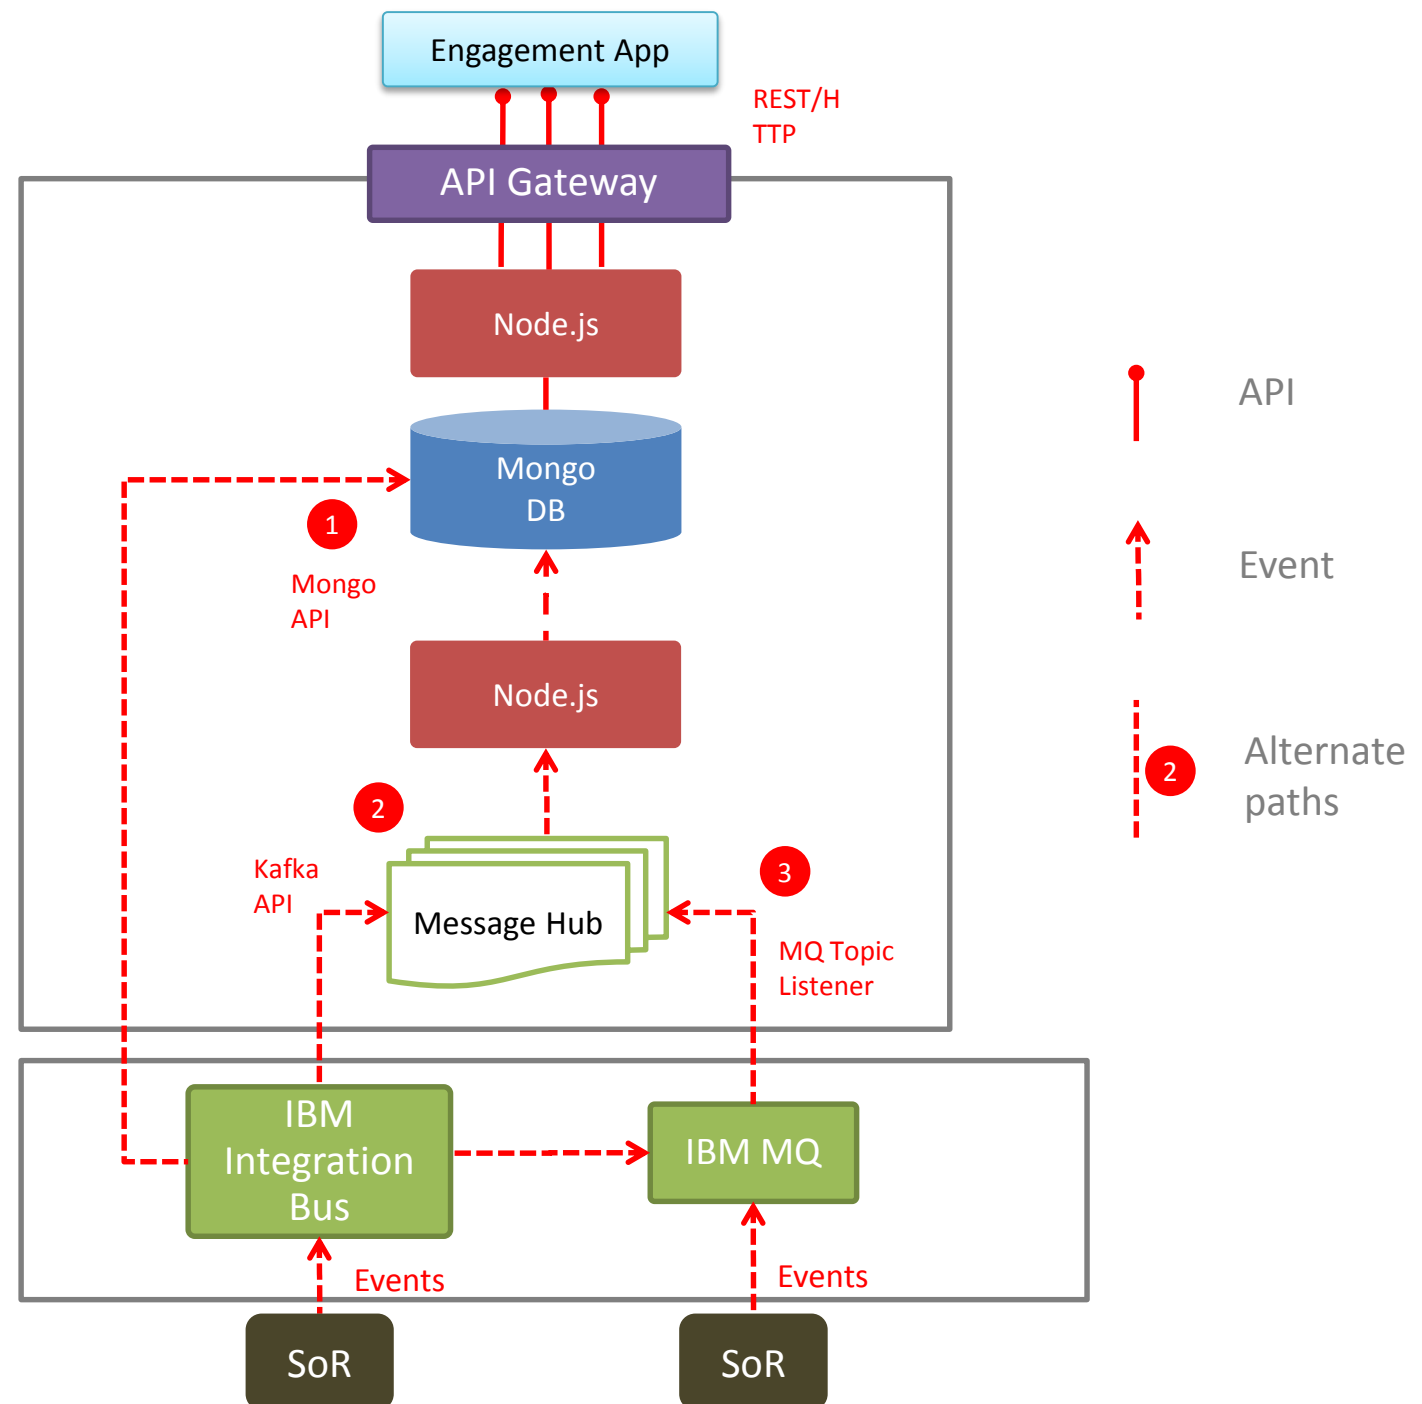 Engagement App
REST/H
TTP
API Gateway
Node.js
API
Mongo
DB
1
Mongo
API
Event
Node.js
2
Alternate
paths
2
Kafka
API
3
Message Hub
MQ Topic
Listener
IBM
Integration
Bus
IBM MQ
Events
Events
SoR
SoR